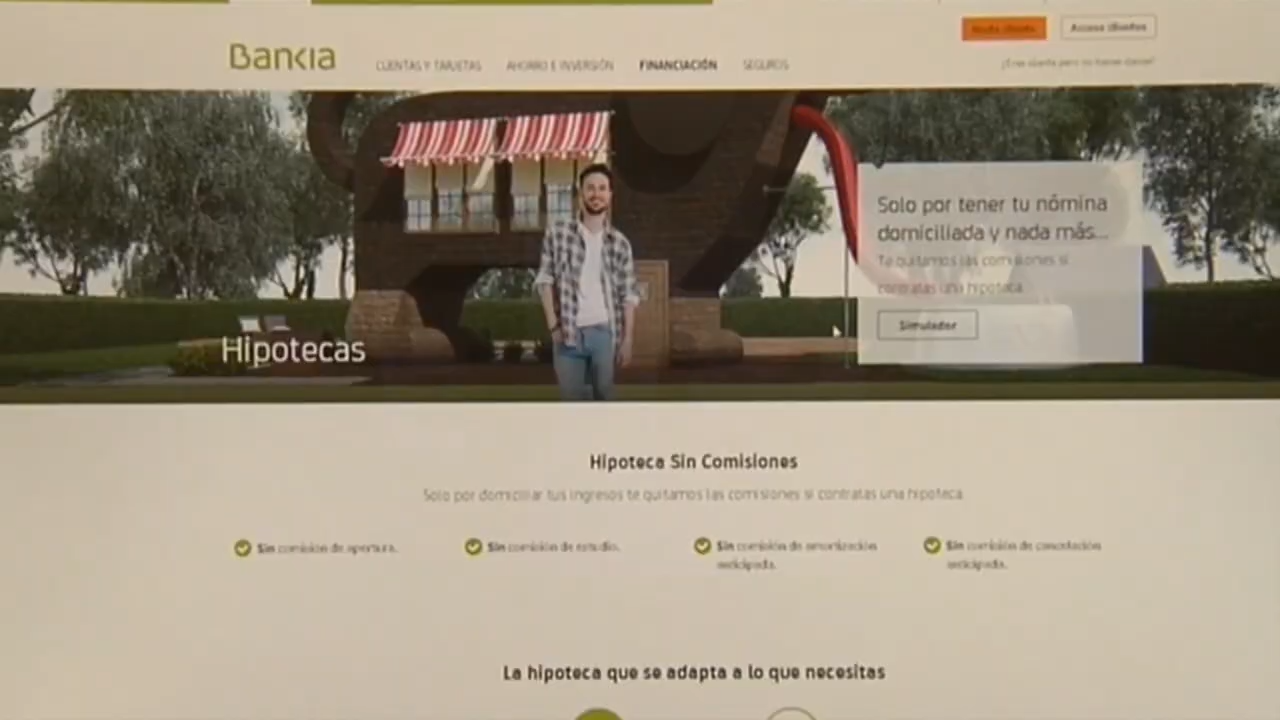 Bankia
CUENTAS Y TARJETAS
AHORRO E INVERSIÓN
FINANCIACIÓN
SEGUROS
Acceso clientes
Solo por tener tu nómina
domiciliada y nada más...
Te quitamos las comisiones si
contratas una hipoteca.
Simulador
Hipotecas
Hipoteca Sin Comisiones
Solo por domiciliar tus ingresos te quitamos las comisiones si contratas una hipoteca.
Sin comisión de apertura.
Sin comisión de estudio.
Sin comisión de amortización
anticipada.
Sin comisión de cancelación
anticipada.
La hipoteca que se adapta a lo que necesitas